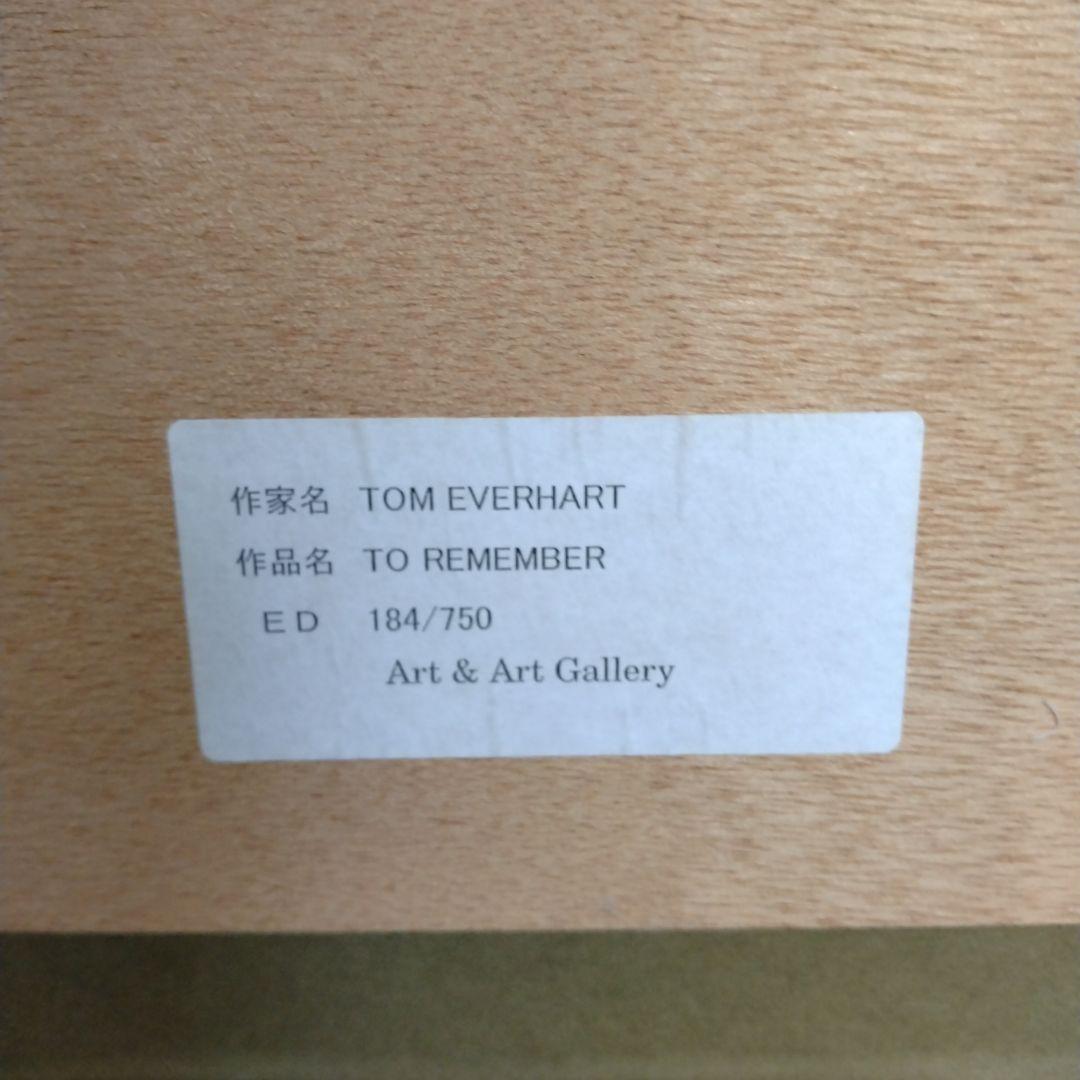 作家名 TOM EVERHART
作品名 TO REMEMBER
ED 184/750
Art & Art Gallery